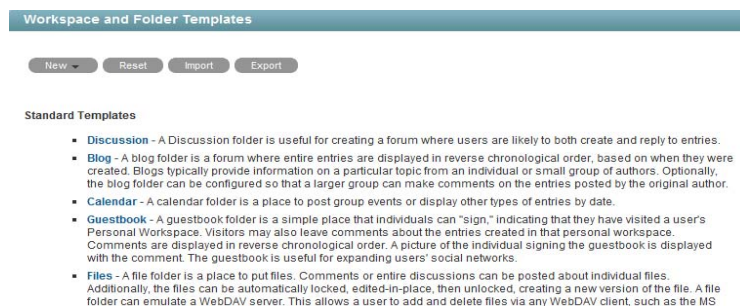 Workspace and Folder Templates
New Reset Import Export
Standard Templates
Discussion - A Discussion folder is useful for creating a forum where users are likely to both create and reply to entries.
Blog - A blog folder is a forum where entire entries are displayed in reverse chronological order, based on when they were
created. Blogs typically provide information on a particular topic from an individual or small group of authors. Optionally,
the blog folder can be configured so that a larger group can make comments on the entries posted by the original author.
Calendar - A calendar folder is a place to post group events or display other types of entries by date.
Guestbook - A guestbook folder is a simple place that individuals can "sign," indicating that they have visited a user's
Personal Workspace. Visitors may also leave comments about the entries created in that personal workspace.
Comments are displayed in reverse chronological order. A picture of the individual signing the guestbook is displayed
with the comment. The guestbook is useful for expanding users' social networks.
Files - A file folder is a place to put files. Comments or entire discussions can be posted about individual files.
Additionally, the files can be automatically locked, edited-in-place, then unlocked, creating a new version of the file. A file
folder can emulate a WebDAV server. This allows a user to add and delete files via any WebDAV client, such as the MS